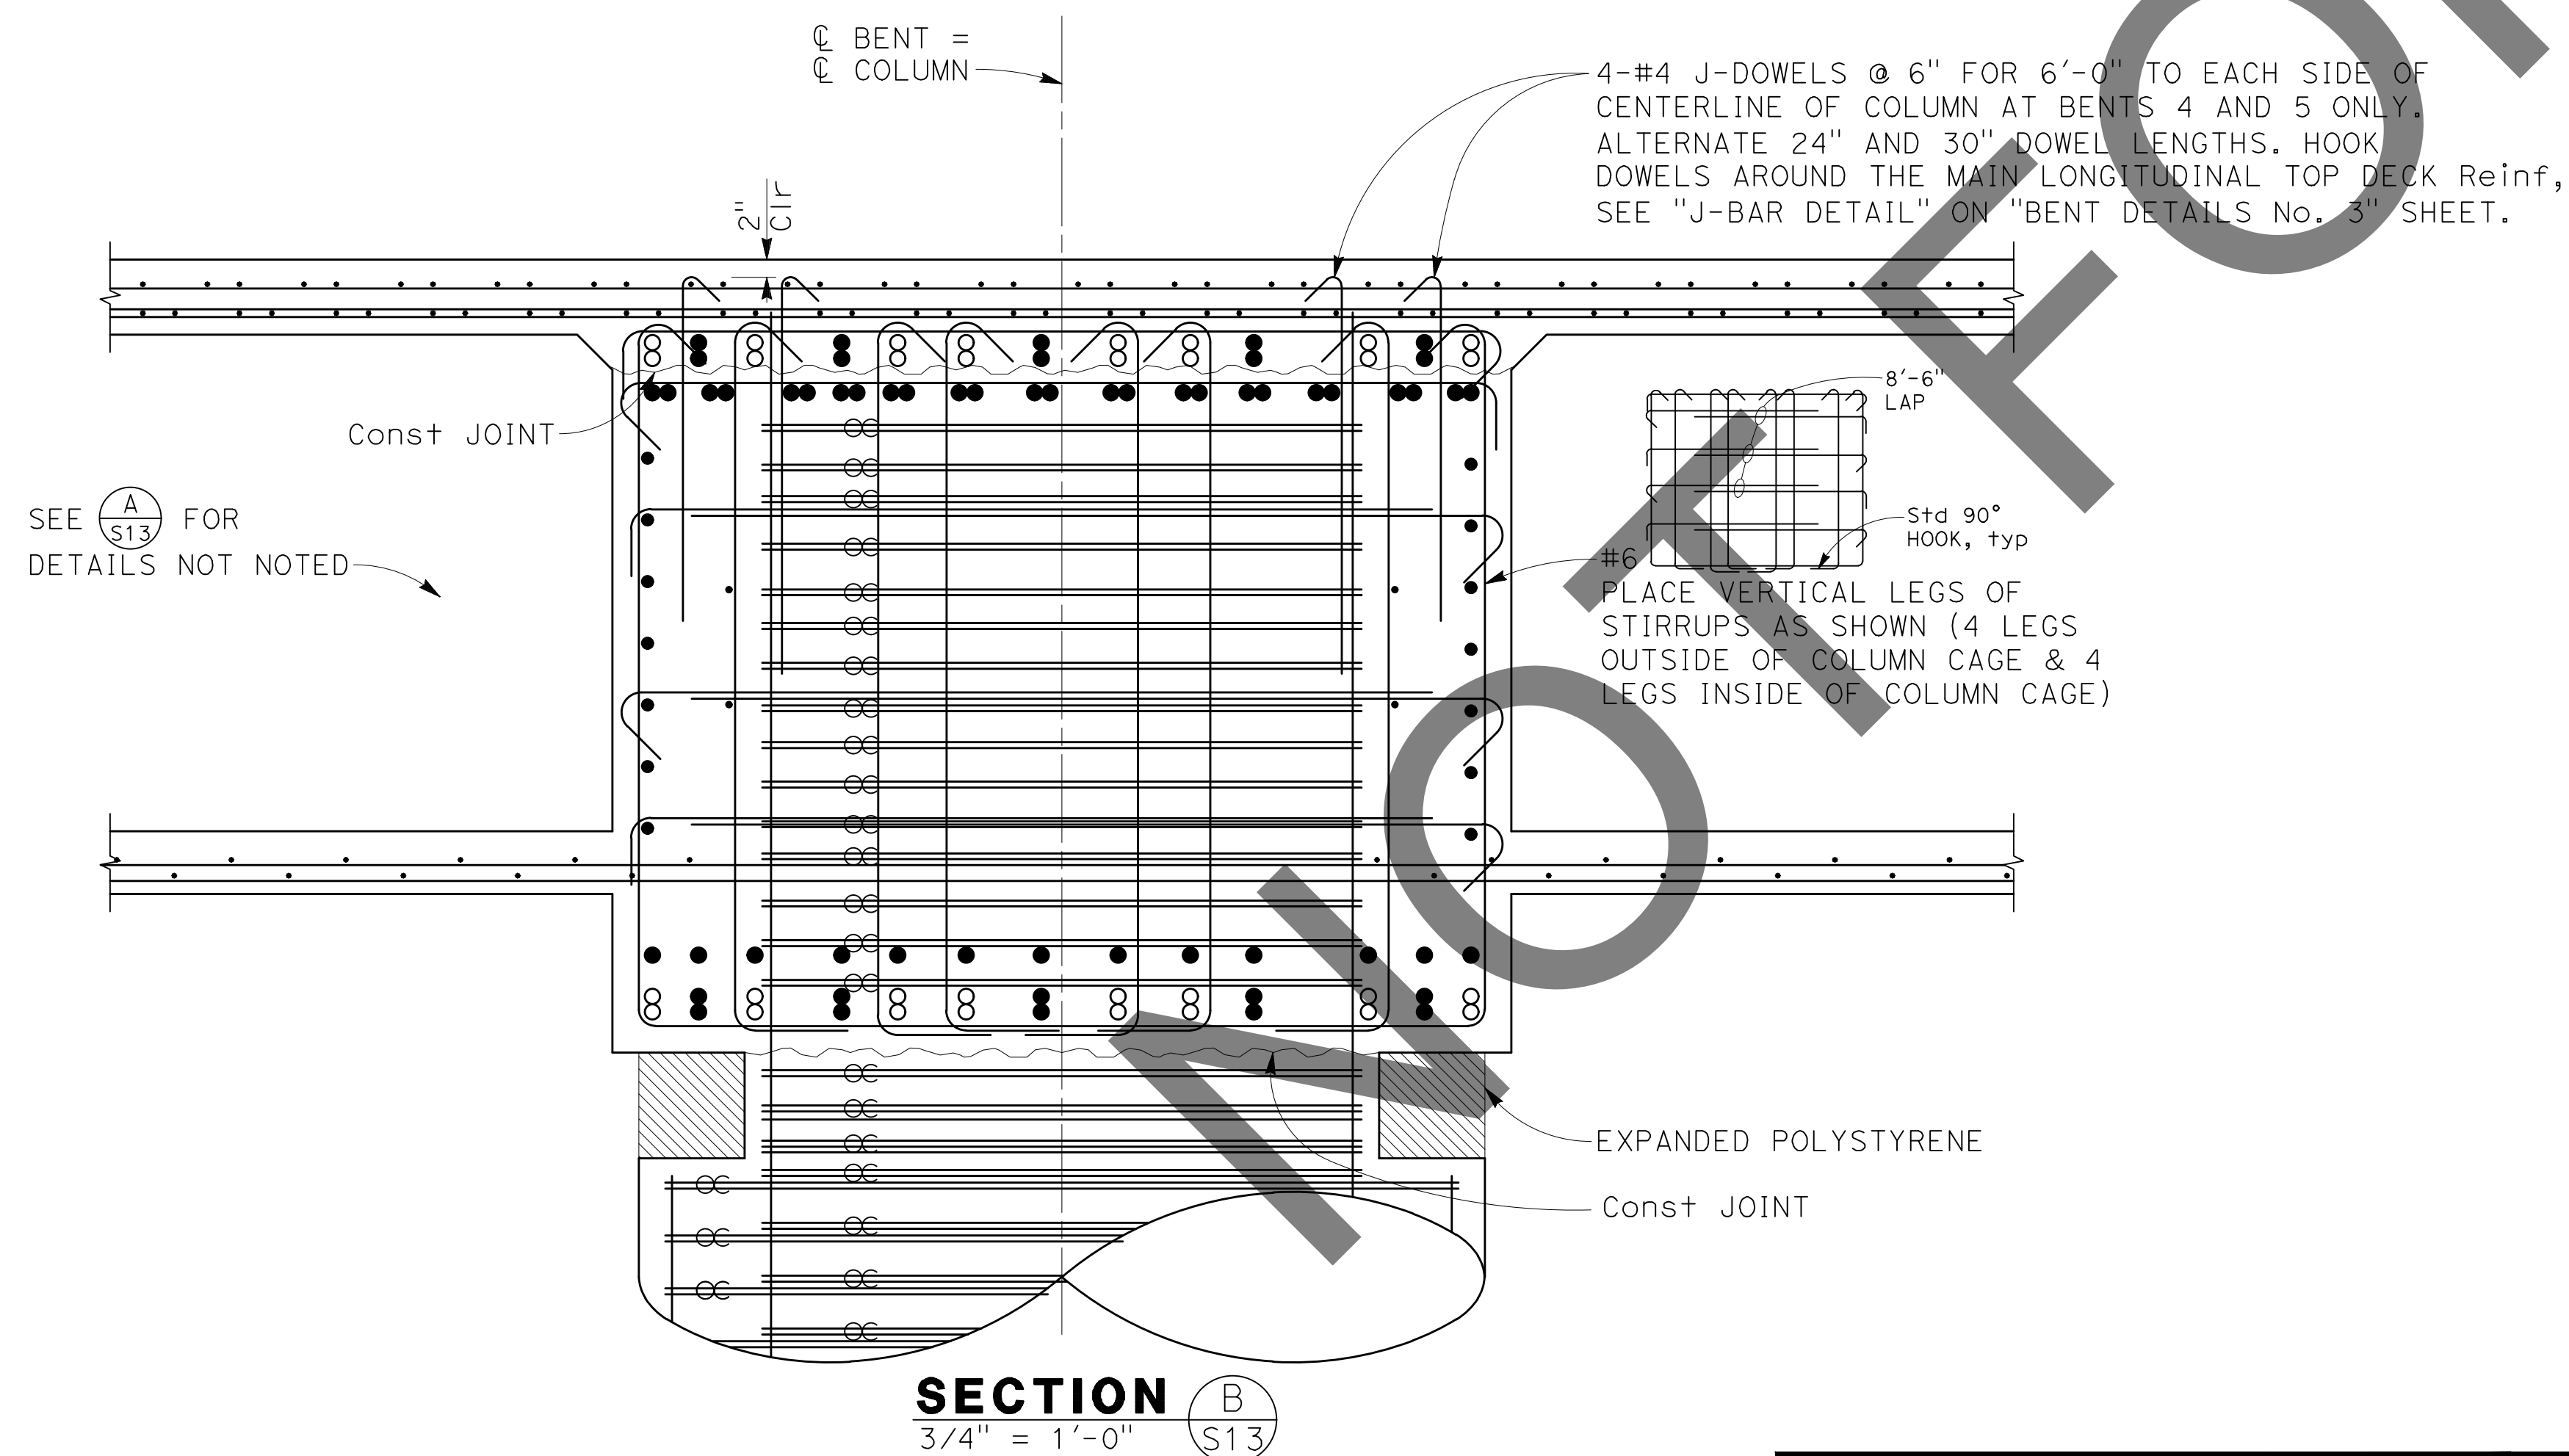 ℄ BENT =
℄ COLUMN
4-#4 J-DOWELS @ 6" FOR 6'-0" TO EACH SIDE OF
CENTERLINE OF COLUMN AT BENTS 4 AND 5 ONLY.
ALTERNATE 24" AND 30" DOWEL LENGTHS. HOOK
DOWELS AROUND THE MAIN LONGITUDINAL TOP DECK Reinf,
SEE "J-BAR DETAIL" ON "BENT DETAILS No. 3" SHEET.
2"
Clr
Const JOINT
8'-6"
LAP
SEE A S13 FOR
DETAILS NOT NOTED
Std 90°
HOOK, typ
#6
PLACE VERTICAL LEGS OF
STIRRUPS AS SHOWN (4 LEGS
OUTSIDE OF COLUMN CAGE & 4
LEGS INSIDE OF COLUMN CAGE)
EXPANDED POLYSTYRENE
Const JOINT
SECTION B
3/4" = 1'-0" S13
NOT FO